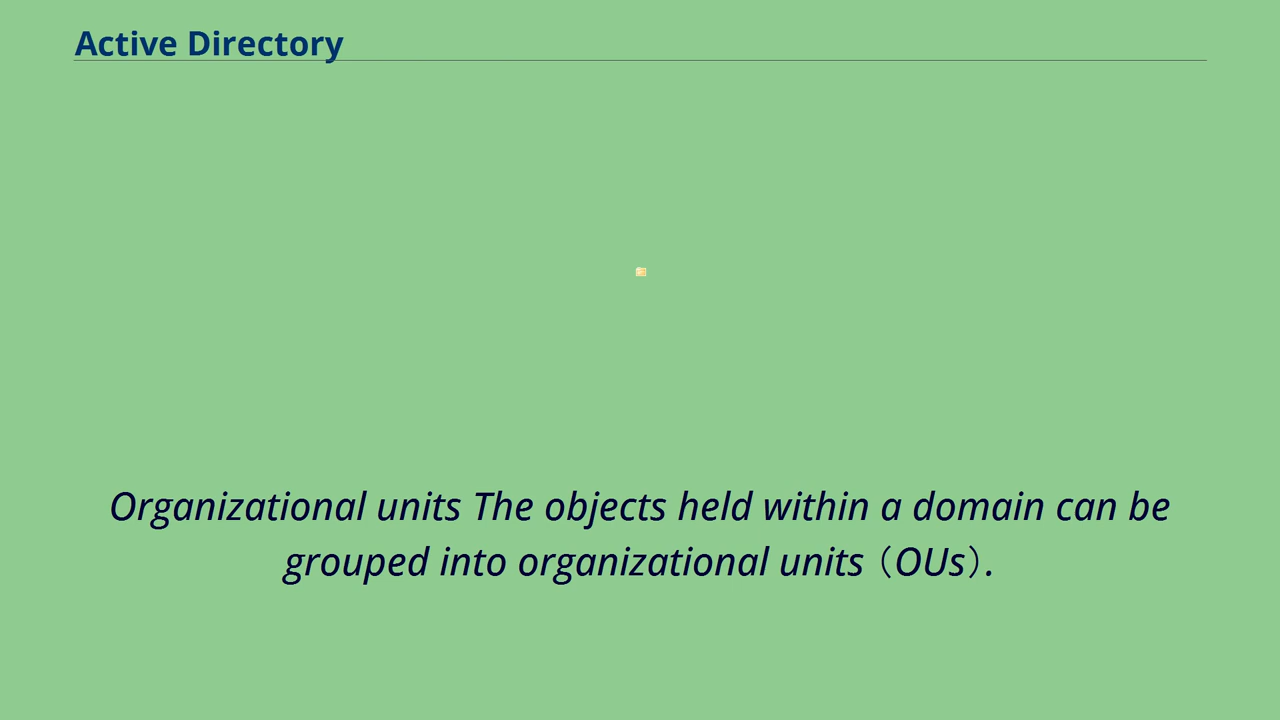 Active Directory
Organizational units The objects held within a domain can be
grouped into organizational units（OUs）.